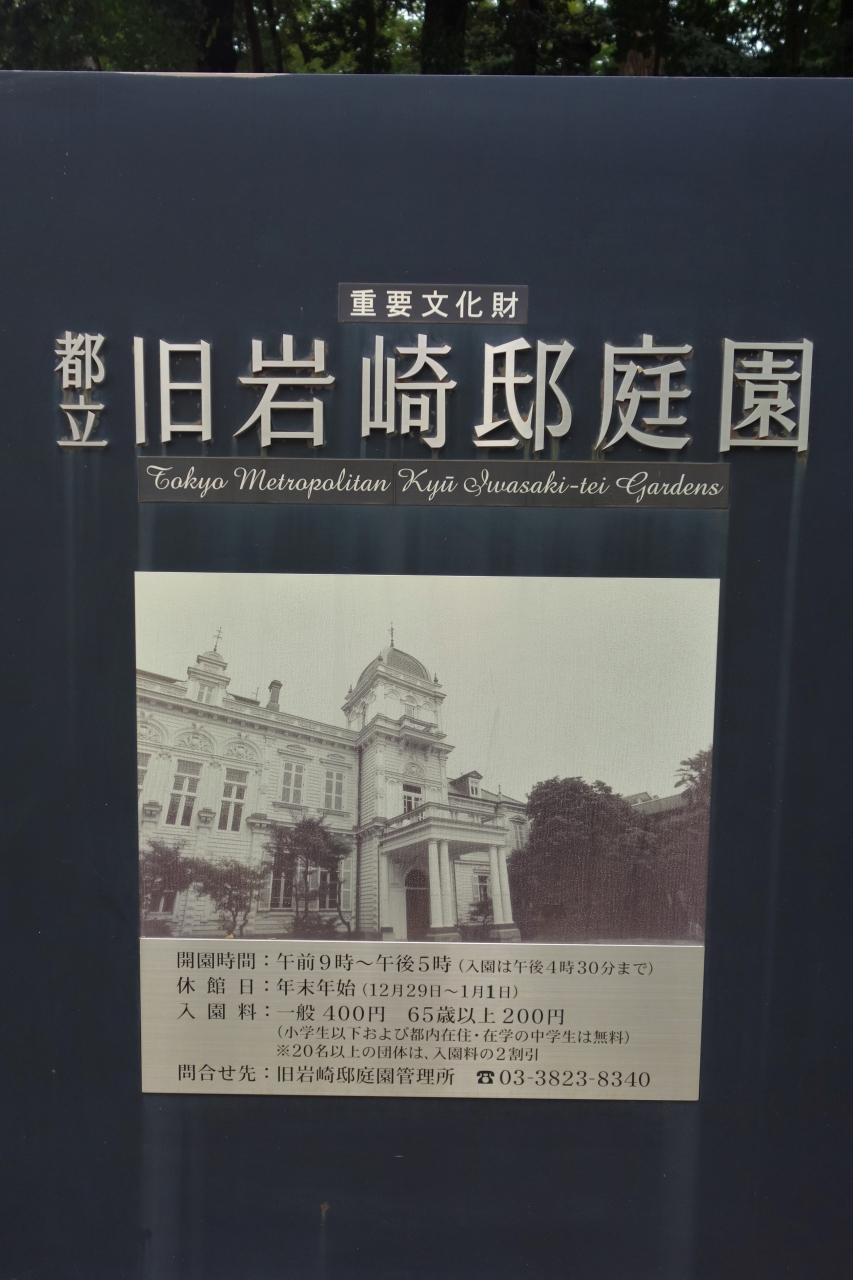 重要文化財
都立 旧岩崎邸庭園
Tokyo Metropolitan Kyū Iwasaki-tei Gardens
開園時間：午前9時～午後5時（入園は午後4時30分まで）
休館日：年末年始（12月29日～1月1日）
入園料：一般 400円 65歳以上 200円
（小学生以下および都内在住・在学の中学生は無料）
※20名以上の団体は、入園料の2割引
問合せ先：旧岩崎邸庭園管理所 ☎03-3823-8340